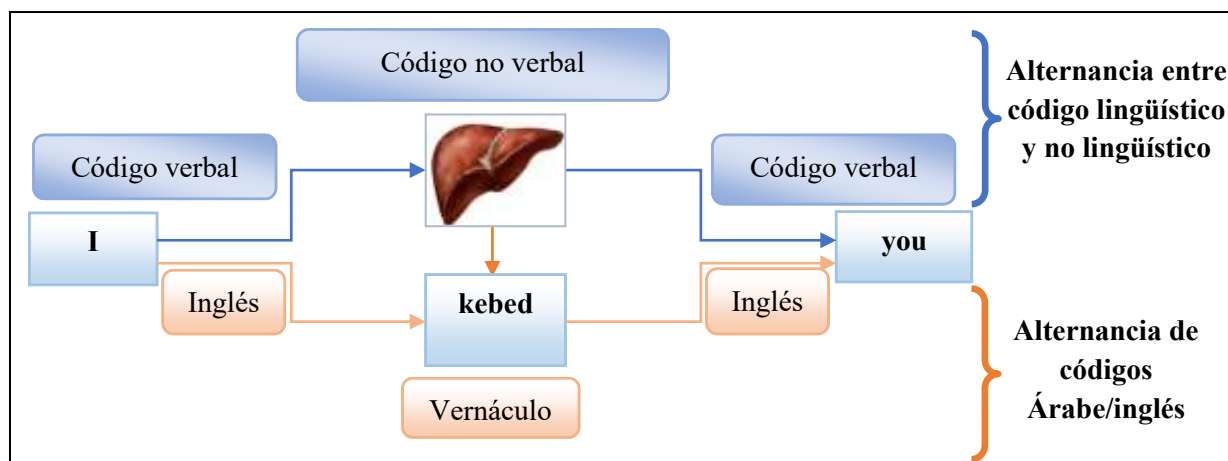 Código no verbal
Código verbal
Código verbal
I
you
Inglés
kebed
Inglés
Vernáculo
Alternancia entre
código lingüístico
y no lingüístico
Alternancia de
códigos
Árabe/inglés